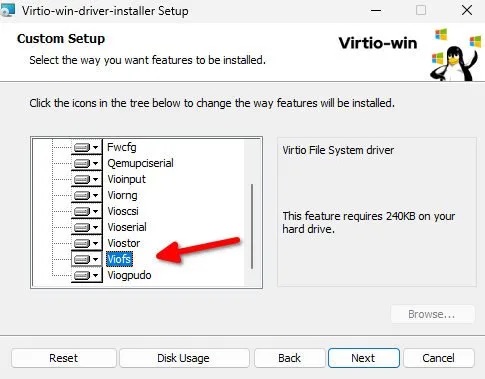 Virtio-win-driver-installer Setup
Custom Setup
Select the way you want features to be installed.
Virtio-win
Click the icons in the tree below to change the way features will be installed.
Fwcfg
Qemupciserial
Vioinput
Viorng
Vioscsi
Vioserial
Viostor
Viofs
Viogpudo
Virtio File System driver
This feature requires 240KB on your
hard drive.
Browse...
Reset
Disk Usage
Back
Next
Cancel